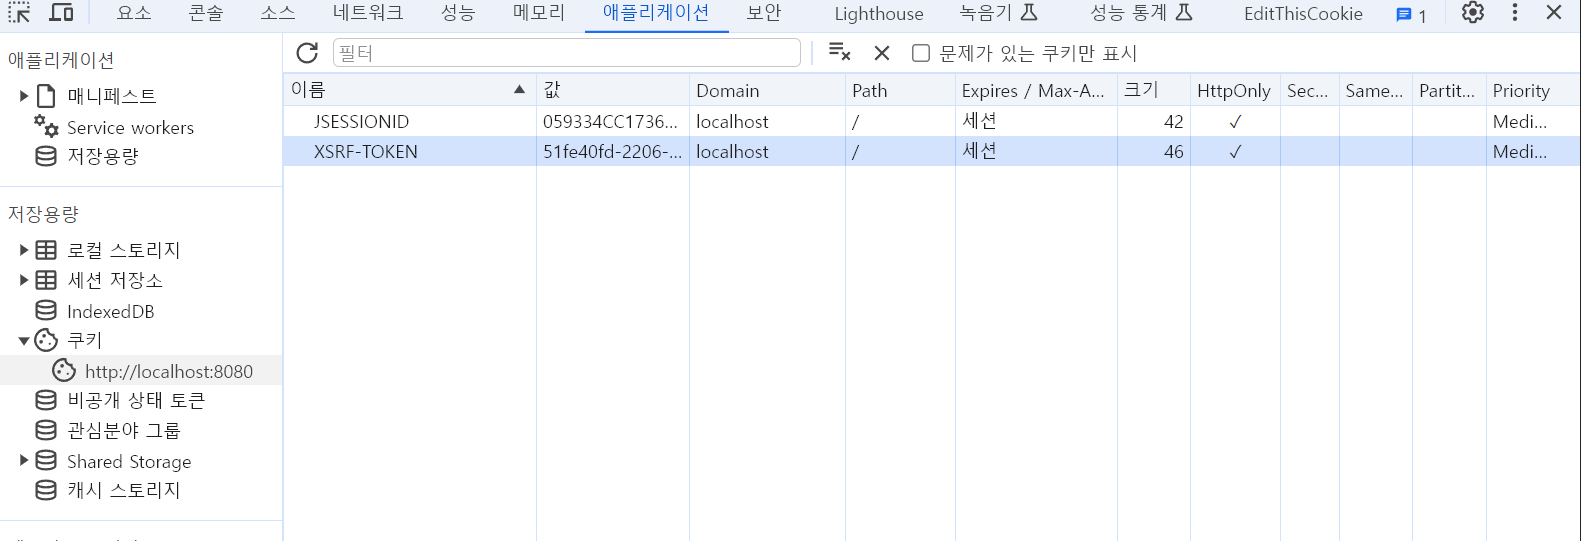 요소 콘솔 소스 네트워크 성능 메모리 애플리케이션 보안 Lighthouse 녹음기 성능 통계 EditThisCookie 1
애플리케이션
매니페스트
Service workers
저장용량
저장용량
로컬 스토리지
세션 저장소
IndexedDB
쿠키
http://localhost:8080
비공개 상태 토큰
관심분야 그룹
Shared Storage
캐시 스토리지
필터 문제가 있는 쿠키만 표시
이름 값 Domain Path Expires / Max-A... 크기 HttpOnly Sec... Same... Partit... Priority
JSESSIONID 059334CC1736... localhost / 세션 42 ✓ Medi...
XSRF-TOKEN 51fe40fd-2206-... localhost / 세션 46 ✓ Medi...